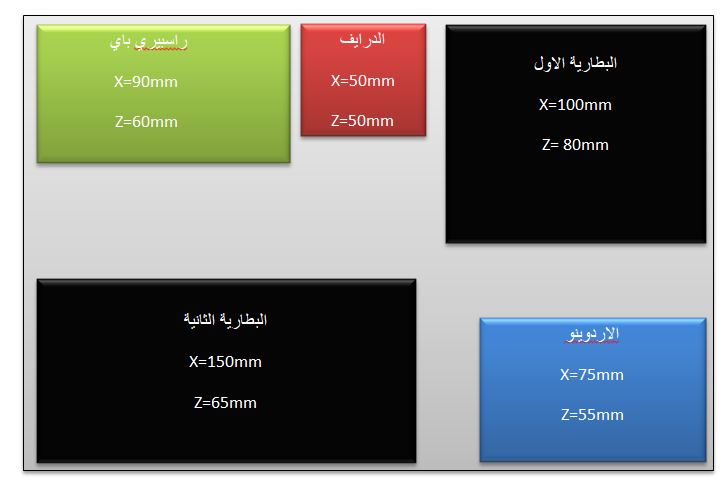 راسبيري باي
X=90mm
Z=60mm
الدرايف
X=50mm
Z=50mm
البطارية الاول
X=100mm
Z= 80mm
البطارية الثانية
X=150mm
Z=65mm
الاردوينو
X=75mm
Z=55mm